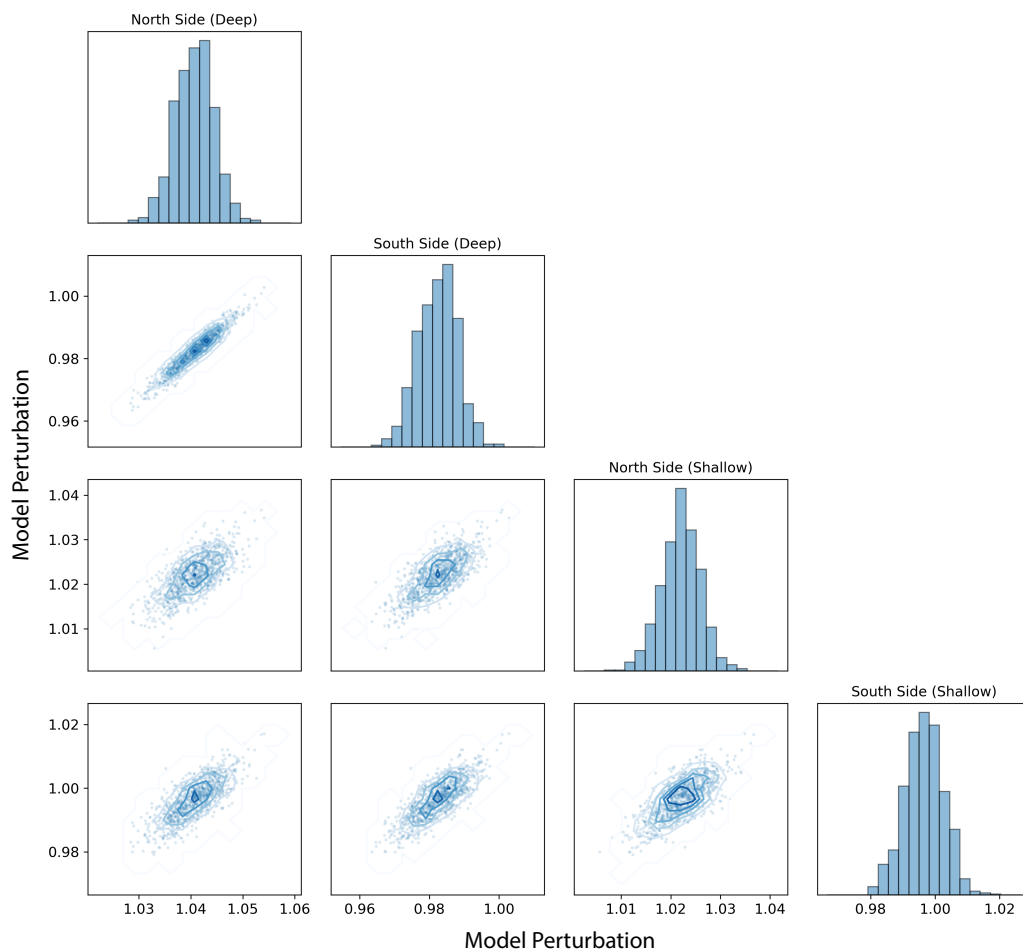 North Side (Deep)
South Side (Deep)
1.00
0.98
0.96
Model Perturbation
North Side (Shallow)
1.04
1.03
1.02
1.01
South Side (Shallow)
1.02
1.00
0.98
1.03 1.04 1.05 1.06 0.96 0.98 1.00 1.01 1.02 1.03 1.04 0.98 1.00 1.02
Model Perturbation